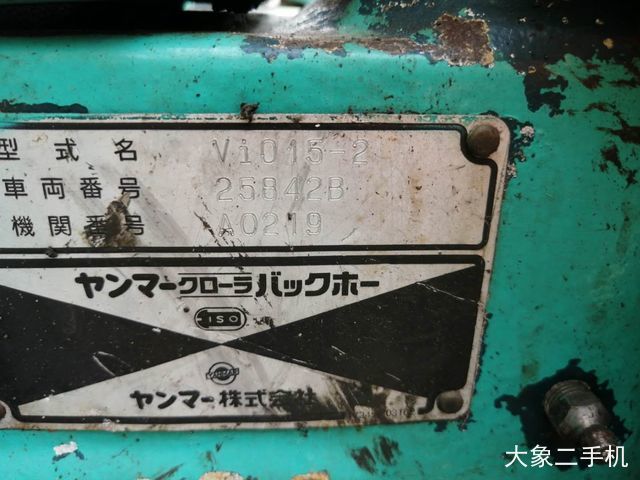 型式名 ViO15-2
車両番号 25842B
機関番号 A0219
ヤンマークローラバックホー
ISO
YANMAR
ヤンマー株式会社
大象二手机